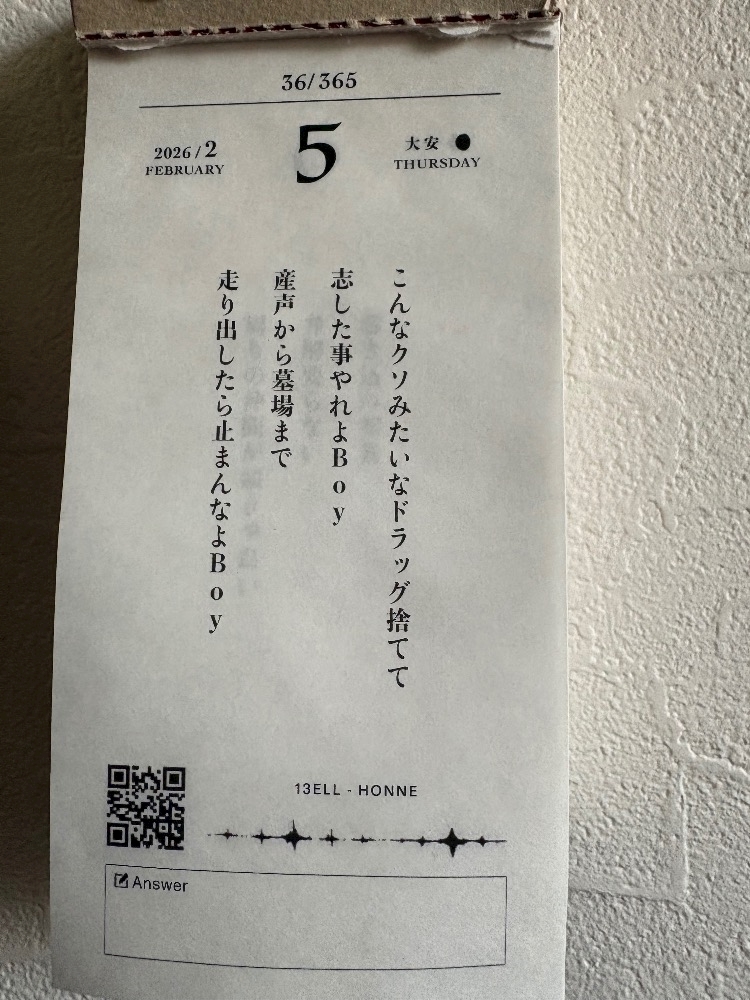 36/365
2026/2
FEBRUARY
5
大安
THURSDAY
こんなクソみたいなドラッグ捨てて
志した事やれよBoy
産声から墓場まで
走り出したら止まんなよBoy
13ELL - HONNE
Answer